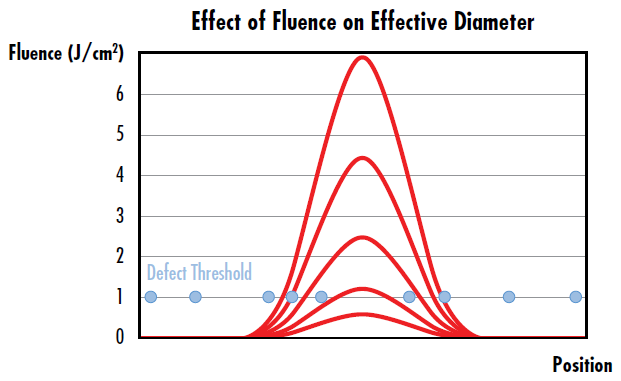 Effect of Fluence on Effective Diameter
Fluence (J/cm²)
6
5
4
3
2
Defect Threshold
1
0
Position